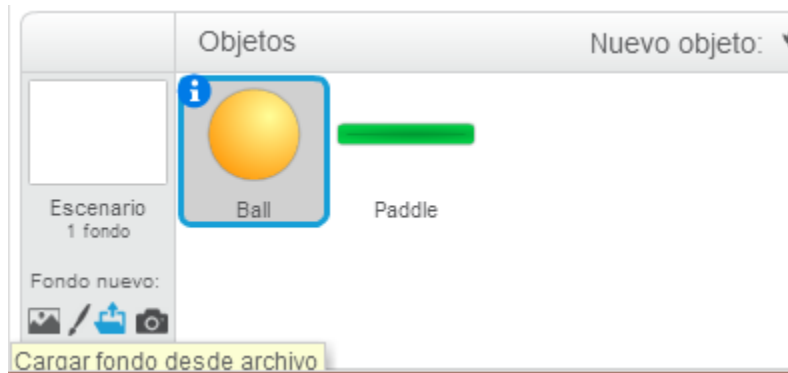 Objetos
Nuevo objeto:
Escenario
1 fondo
Ball
Paddle
Fondo nuevo:
Cargar fondo desde archivo